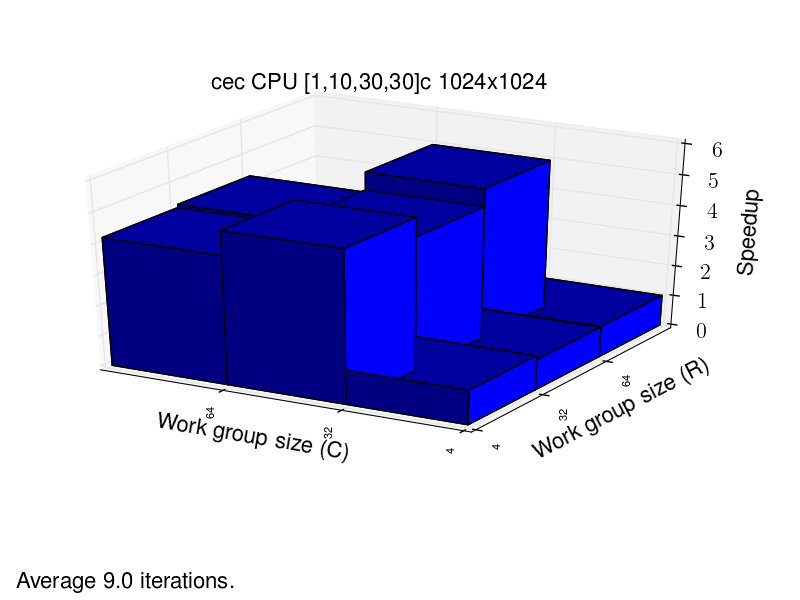 cec CPU [1,10,30,30]c 1024x1024
6
5
4
3
2
1
0
Speedup
64
32
4
Work group size (C)
4
32
64
Work group size (R)
Average 9.0 iterations.